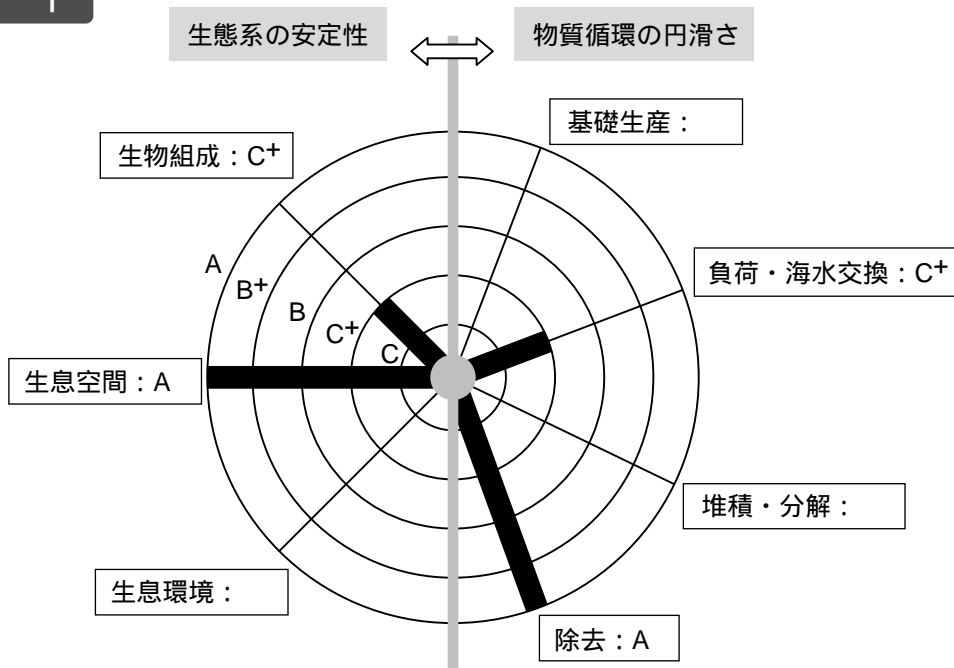 生態系の安定性
物質循環の円滑さ
基礎生産：
生物組成：C+
負荷・海水交換：C+
A
B+
B
C+
C
生息空間：A
堆積・分解：
生息環境：
除去：A